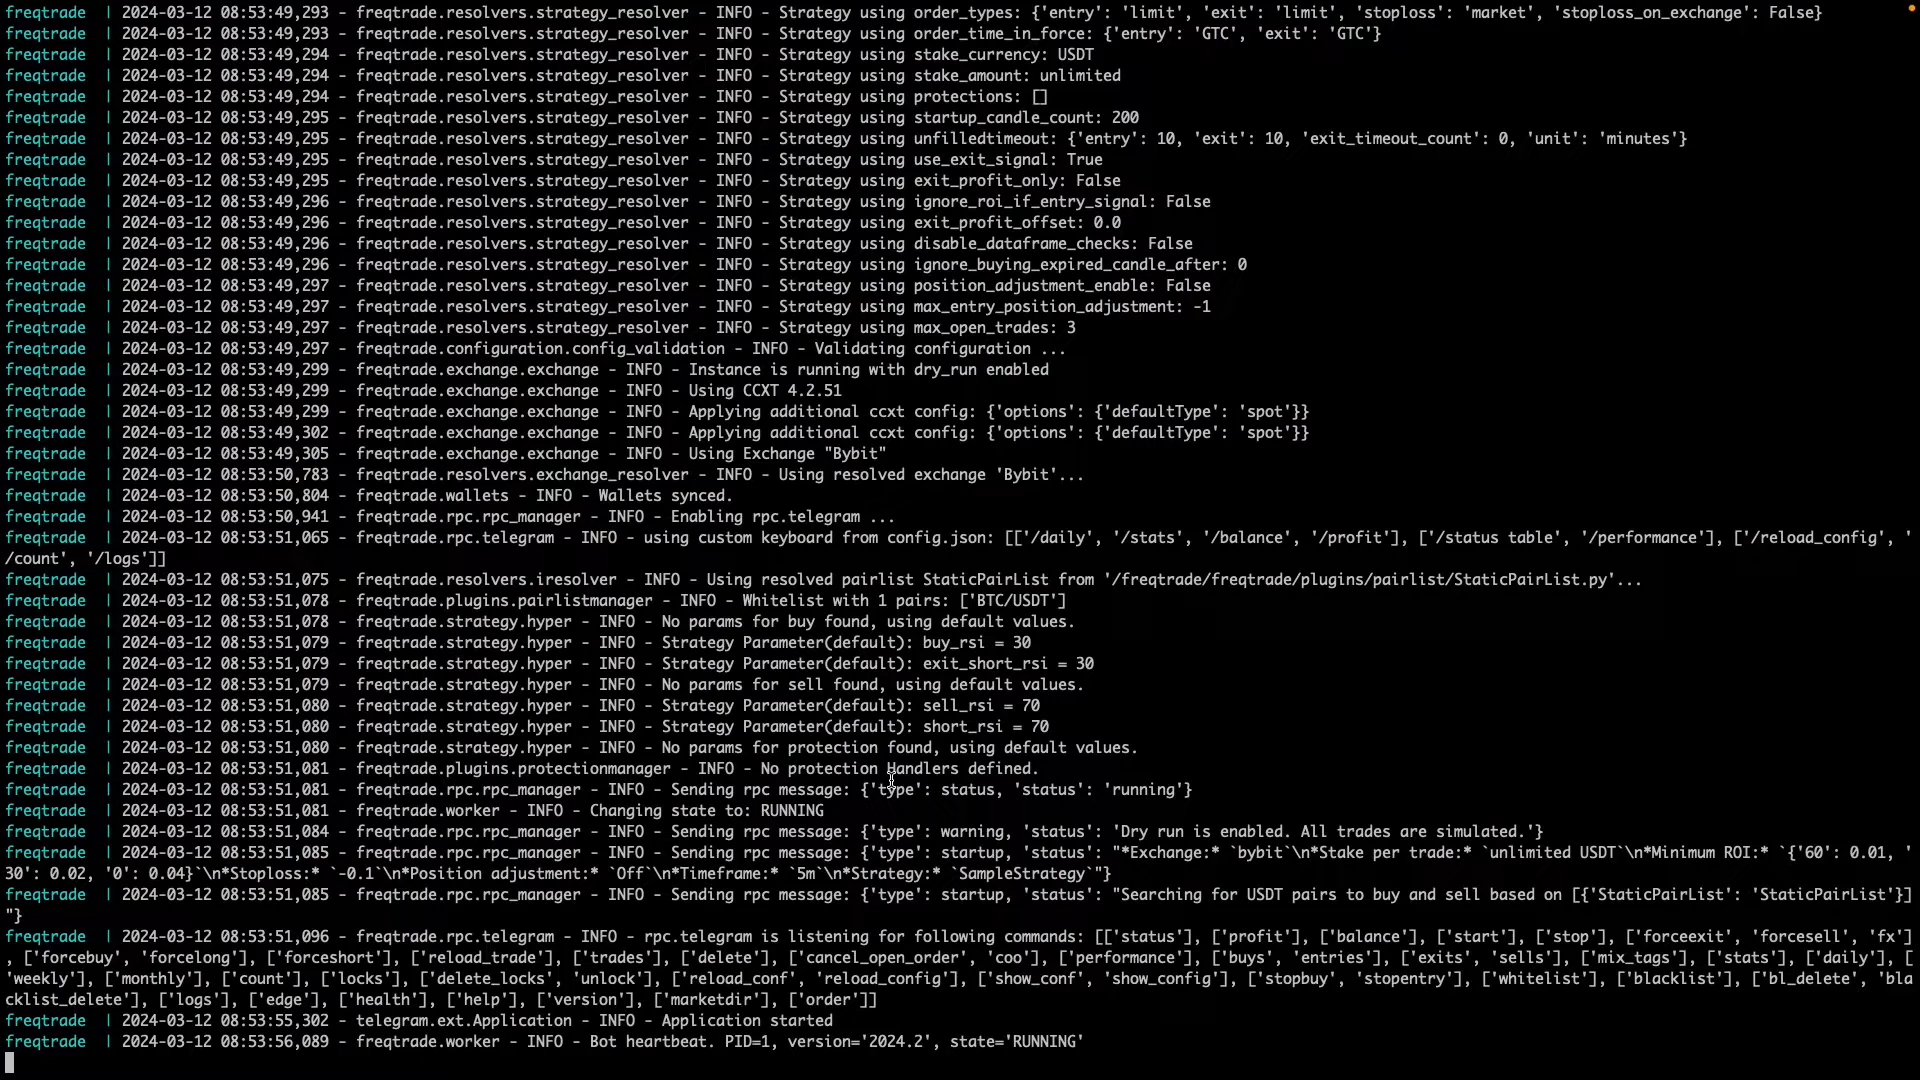 freqtrade  | 2024-03-12 08:53:49,293 - freqtrade.resolvers.strategy_resolver - INFO - Strategy using order_types: {'entry': 'limit', 'exit': 'limit', 'stoploss': 'market', 'stoploss_on_exchange': False}
freqtrade  | 2024-03-12 08:53:49,293 - freqtrade.resolvers.strategy_resolver - INFO - Strategy using order_time_in_force: {'entry': 'GTC', 'exit': 'GTC'}
freqtrade  | 2024-03-12 08:53:49,294 - freqtrade.resolvers.strategy_resolver - INFO - Strategy using stake_currency: USDT
freqtrade  | 2024-03-12 08:53:49,294 - freqtrade.resolvers.strategy_resolver - INFO - Strategy using stake_amount: unlimited
freqtrade  | 2024-03-12 08:53:49,294 - freqtrade.resolvers.strategy_resolver - INFO - Strategy using protections: []
freqtrade  | 2024-03-12 08:53:49,295 - freqtrade.resolvers.strategy_resolver - INFO - Strategy using startup_candle_count: 200
freqtrade  | 2024-03-12 08:53:49,295 - freqtrade.resolvers.strategy_resolver - INFO - Strategy using unfilledtimeout: {'entry': 10, 'exit': 10, 'exit_timeout_count': 0, 'unit': 'minutes'}
freqtrade  | 2024-03-12 08:53:49,295 - freqtrade.resolvers.strategy_resolver - INFO - Strategy using use_exit_signal: True
freqtrade  | 2024-03-12 08:53:49,295 - freqtrade.resolvers.strategy_resolver - INFO - Strategy using exit_profit_only: False
freqtrade  | 2024-03-12 08:53:49,296 - freqtrade.resolvers.strategy_resolver - INFO - Strategy using ignore_roi_if_entry_signal: False
freqtrade  | 2024-03-12 08:53:49,296 - freqtrade.resolvers.strategy_resolver - INFO - Strategy using exit_profit_offset: 0.0
freqtrade  | 2024-03-12 08:53:49,296 - freqtrade.resolvers.strategy_resolver - INFO - Strategy using disable_dataframe_checks: False
freqtrade  | 2024-03-12 08:53:49,296 - freqtrade.resolvers.strategy_resolver - INFO - Strategy using ignore_buying_expired_candle_after: 0
freqtrade  | 2024-03-12 08:53:49,297 - freqtrade.resolvers.strategy_resolver - INFO - Strategy using position_adjustment_enable: False
freqtrade  | 2024-03-12 08:53:49,297 - freqtrade.resolvers.strategy_resolver - INFO - Strategy using max_entry_position_adjustment: -1
freqtrade  | 2024-03-12 08:53:49,297 - freqtrade.resolvers.strategy_resolver - INFO - Strategy using max_open_trades: 3
freqtrade  | 2024-03-12 08:53:49,297 - freqtrade.configuration.config_validation - INFO - Validating configuration ...
freqtrade  | 2024-03-12 08:53:49,299 - freqtrade.exchange.exchange - INFO - Instance is running with dry_run enabled
freqtrade  | 2024-03-12 08:53:49,299 - freqtrade.exchange.exchange - INFO - Using CCXT 4.2.51
freqtrade  | 2024-03-12 08:53:49,299 - freqtrade.exchange.exchange - INFO - Applying additional ccxt config: {'options': {'defaultType': 'spot'}}
freqtrade  | 2024-03-12 08:53:49,302 - freqtrade.exchange.exchange - INFO - Applying additional ccxt config: {'options': {'defaultType': 'spot'}}
freqtrade  | 2024-03-12 08:53:49,305 - freqtrade.exchange.exchange - INFO - Using Exchange "Bybit"
freqtrade  | 2024-03-12 08:53:50,783 - freqtrade.resolvers.exchange_resolver - INFO - Using resolved exchange 'Bybit'...
freqtrade  | 2024-03-12 08:53:50,804 - freqtrade.wallets - INFO - Wallets synced.
freqtrade  | 2024-03-12 08:53:50,941 - freqtrade.rpc.rpc_manager - INFO - Enabling rpc.telegram ...
freqtrade  | 2024-03-12 08:53:51,065 - freqtrade.rpc.telegram - INFO - using custom keyboard from config.json: [['/daily', '/stats', '/balance', '/profit'], ['/status table', '/performance'], ['/reload_config', '
/count', '/logs']]
freqtrade  | 2024-03-12 08:53:51,075 - freqtrade.resolvers.iresolver - INFO - Using resolved pairlist StaticPairList from '/freqtrade/freqtrade/plugins/pairlist/StaticPairList.py'...
freqtrade  | 2024-03-12 08:53:51,078 - freqtrade.plugins.pairlistmanager - INFO - Whitelist with 1 pairs: ['BTC/USDT']
freqtrade  | 2024-03-12 08:53:51,078 - freqtrade.strategy.hyper - INFO - No params for buy found, using default values.
freqtrade  | 2024-03-12 08:53:51,079 - freqtrade.strategy.hyper - INFO - Strategy Parameter(default): buy_rsi = 30
freqtrade  | 2024-03-12 08:53:51,079 - freqtrade.strategy.hyper - INFO - Strategy Parameter(default): exit_short_rsi = 30
freqtrade  | 2024-03-12 08:53:51,079 - freqtrade.strategy.hyper - INFO - No params for sell found, using default values.
freqtrade  | 2024-03-12 08:53:51,080 - freqtrade.strategy.hyper - INFO - Strategy Parameter(default): sell_rsi = 70
freqtrade  | 2024-03-12 08:53:51,080 - freqtrade.strategy.hyper - INFO - Strategy Parameter(default): short_rsi = 70
freqtrade  | 2024-03-12 08:53:51,080 - freqtrade.strategy.hyper - INFO - No params for protection found, using default values.
freqtrade  | 2024-03-12 08:53:51,081 - freqtrade.plugins.protectionmanager - INFO - No protection Handlers defined.
freqtrade  | 2024-03-12 08:53:51,081 - freqtrade.rpc.rpc_manager - INFO - Sending rpc message: {'type': status, 'status': 'running'}
freqtrade  | 2024-03-12 08:53:51,081 - freqtrade.worker - INFO - Changing state to: RUNNING
freqtrade  | 2024-03-12 08:53:51,084 - freqtrade.rpc.rpc_manager - INFO - Sending rpc message: {'type': warning, 'status': 'Dry run is enabled. All trades are simulated.'}
freqtrade  | 2024-03-12 08:53:51,085 - freqtrade.rpc.rpc_manager - INFO - Sending rpc message: {'type': startup, 'status': "*Exchange:* `bybit`\n*Stake per trade:* `unlimited USDT`\n*Minimum ROI:* `{'60': 0.01, '
30': 0.02, '0': 0.04}`\n*Stoploss:* `-0.1`\n*Position adjustment:* `Off`\n*Timeframe:* `5m`\n*Strategy:* `SampleStrategy`"}
freqtrade  | 2024-03-12 08:53:51,085 - freqtrade.rpc.rpc_manager - INFO - Sending rpc message: {'type': startup, 'status': "Searching for USDT pairs to buy and sell based on [{'StaticPairList': 'StaticPairList'}]
"}
freqtrade  | 2024-03-12 08:53:51,096 - freqtrade.rpc.telegram - INFO - rpc.telegram is listening for following commands: [['status'], ['profit'], ['balance'], ['start'], ['stop'], ['forceexit', 'forcesell', 'fx']
, ['forcebuy', 'forcelong'], ['forceshort'], ['reload_trade'], ['trades'], ['delete'], ['cancel_open_order', 'coo'], ['performance'], ['buys', 'entries'], ['exits', 'sells'], ['mix_tags'], ['stats'], ['daily'], [
'weekly'], ['monthly'], ['count'], ['locks'], ['delete_locks', 'unlock'], ['reload_conf', 'reload_config'], ['show_conf', 'show_config'], ['stopbuy', 'stopentry'], ['whitelist'], ['blacklist'], ['bl_delete', 'bla
cklist_delete'], ['logs'], ['edge'], ['health'], ['help'], ['version'], ['marketdir'], ['order']]
freqtrade  | 2024-03-12 08:53:55,302 - telegram.ext.Application - INFO - Application started
freqtrade  | 2024-03-12 08:53:56,089 - freqtrade.worker - INFO - Bot heartbeat. PID=1, version='2024.2', state='RUNNING'